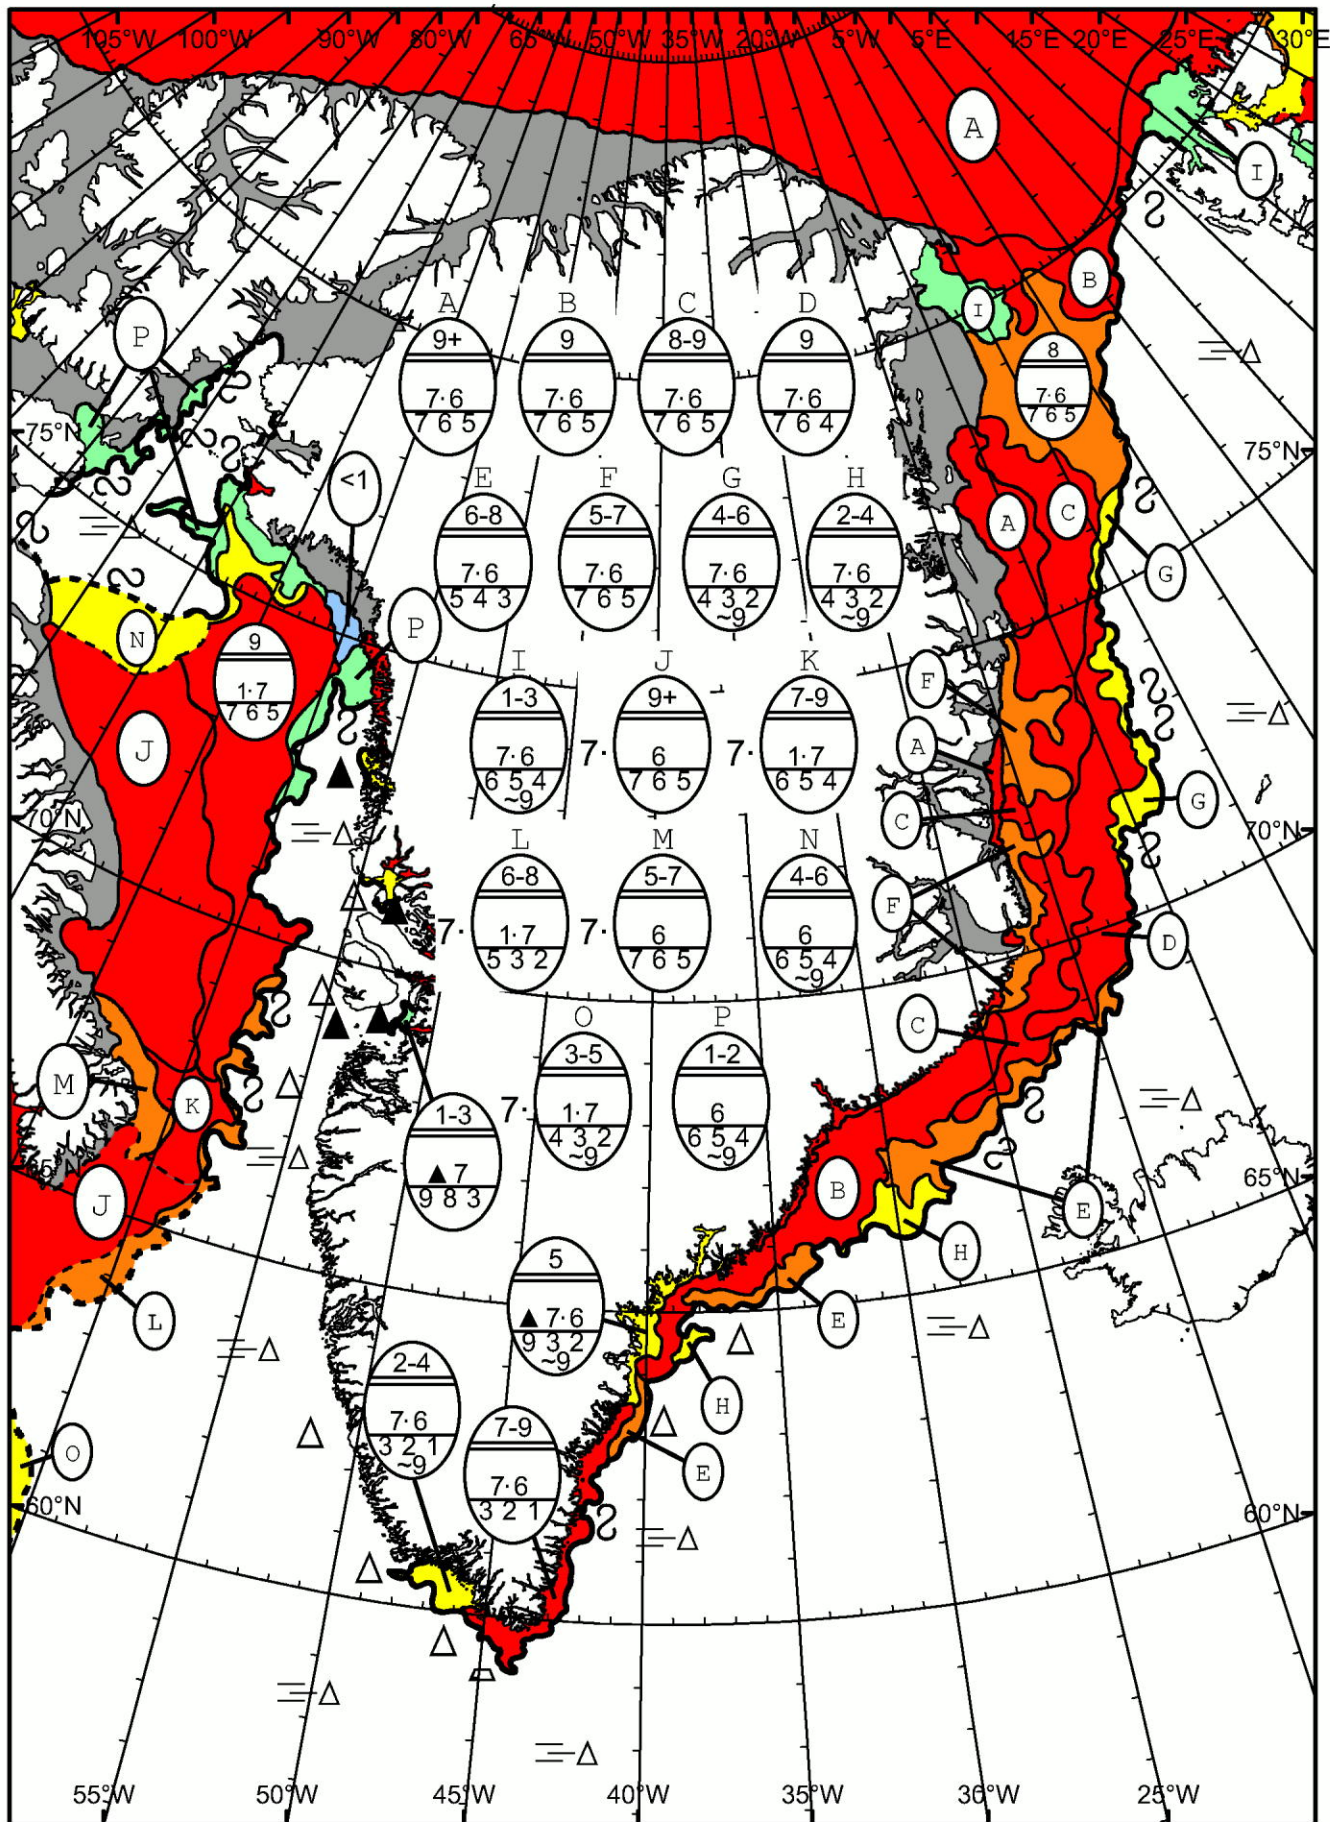 105°W 100°W 90°W 80°W 65°W 50°W 35°W 20°W 5°W 5°E 15°E 20°E 25°E 30°E
A
I
B
I
P
A B C D
9+ 9 8-9 9 8
7·6 7·6 7·6 7·6 7·6
7 6 5 7 6 5 7 6 5 7 6 4 7 6 5
75°N 75°N
<1
E F G H
6-8 5-7 4-6 2-4
7·6 7·6 7·6 7·6
5 4 3 7 6 5 4 3 2 4 3 2
~9 ~9
A C
G
N
P
9
1·7
7 6 5
I J K
1-3 9+ 7-9
7·6 7· 6 7· 1·7
6 5 4 7 6 5 6 5 4
~9
F
J
A
G
C
70°N 70°N
L M N
6-8 5-7 4-6
7· 1·7 7· 6 6
5 3 2 7 6 5 6 5 4
~9
F
D
C
O P
3-5 1-2
7· 1·7 6
4 3 2 6 5 4
~9 ~9
M
K
1-3
▲ 7
9 8 3
65°N 65°N
J
B
E
H
5
▲ 7·6
9 3 2
~9
L
E
2-4
7·6
3 2 1
~9
H
7-9
7·6
3 2 1
O
E
60°N 60°N
55°W 50°W 45°W 40°W 35°W 30°W 25°W